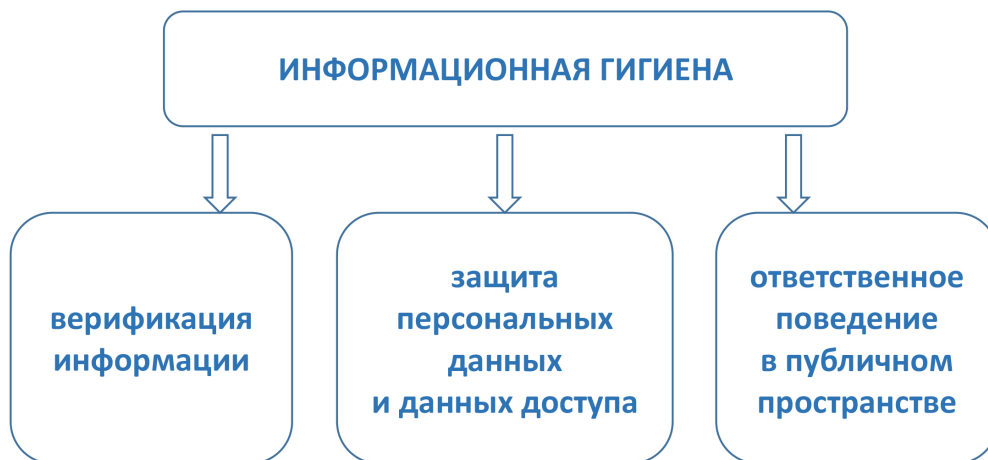 ИНФОРМАЦИОННАЯ ГИГИЕНА
верификация
информации
защита
персональных
данных
и данных доступа
ответственное
поведение
в публичном
пространстве